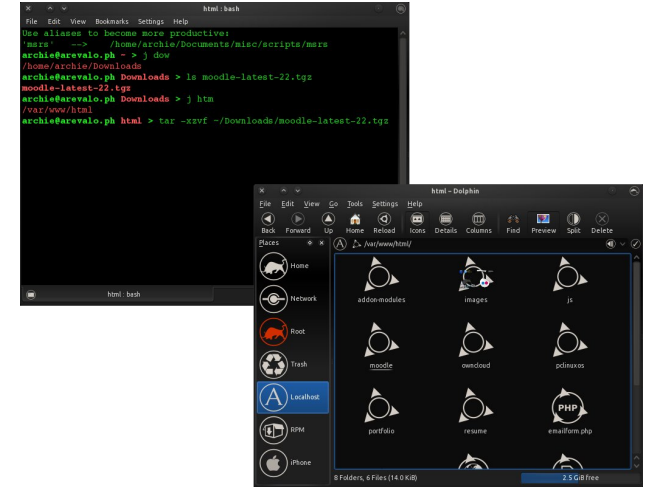 html : bash
File Edit View Bookmarks Settings Help
Use aliases to become more productive:
'msrs' --> /home/archie/Documents/misc/scripts/msrs
archie@arevalo.ph ~ > j dow
/home/archie/Downloads
archie@arevalo.ph Downloads > ls moodle-latest-22.tgz
moodle-latest-22.tgz
archie@arevalo.ph Downloads > j htm
/var/www/html
archie@arevalo.ph html > tar -xzvf ~/Downloads/moodle-latest-22.tgz
html : bash
html – Dolphin
File Edit View Go Tools Settings Help
Back Forward Up Home Reload Icons Details Columns Find Preview Split Delete
Places
/var/www/html/
Home
Network
Root
Trash
Localhost
RPM
iPhone
addon-modules images js
moodle owncloud pclinuxos
portfolio resume emailform.php
PHP
8 Folders, 6 Files (14.0 KiB)
2.5 GiB free